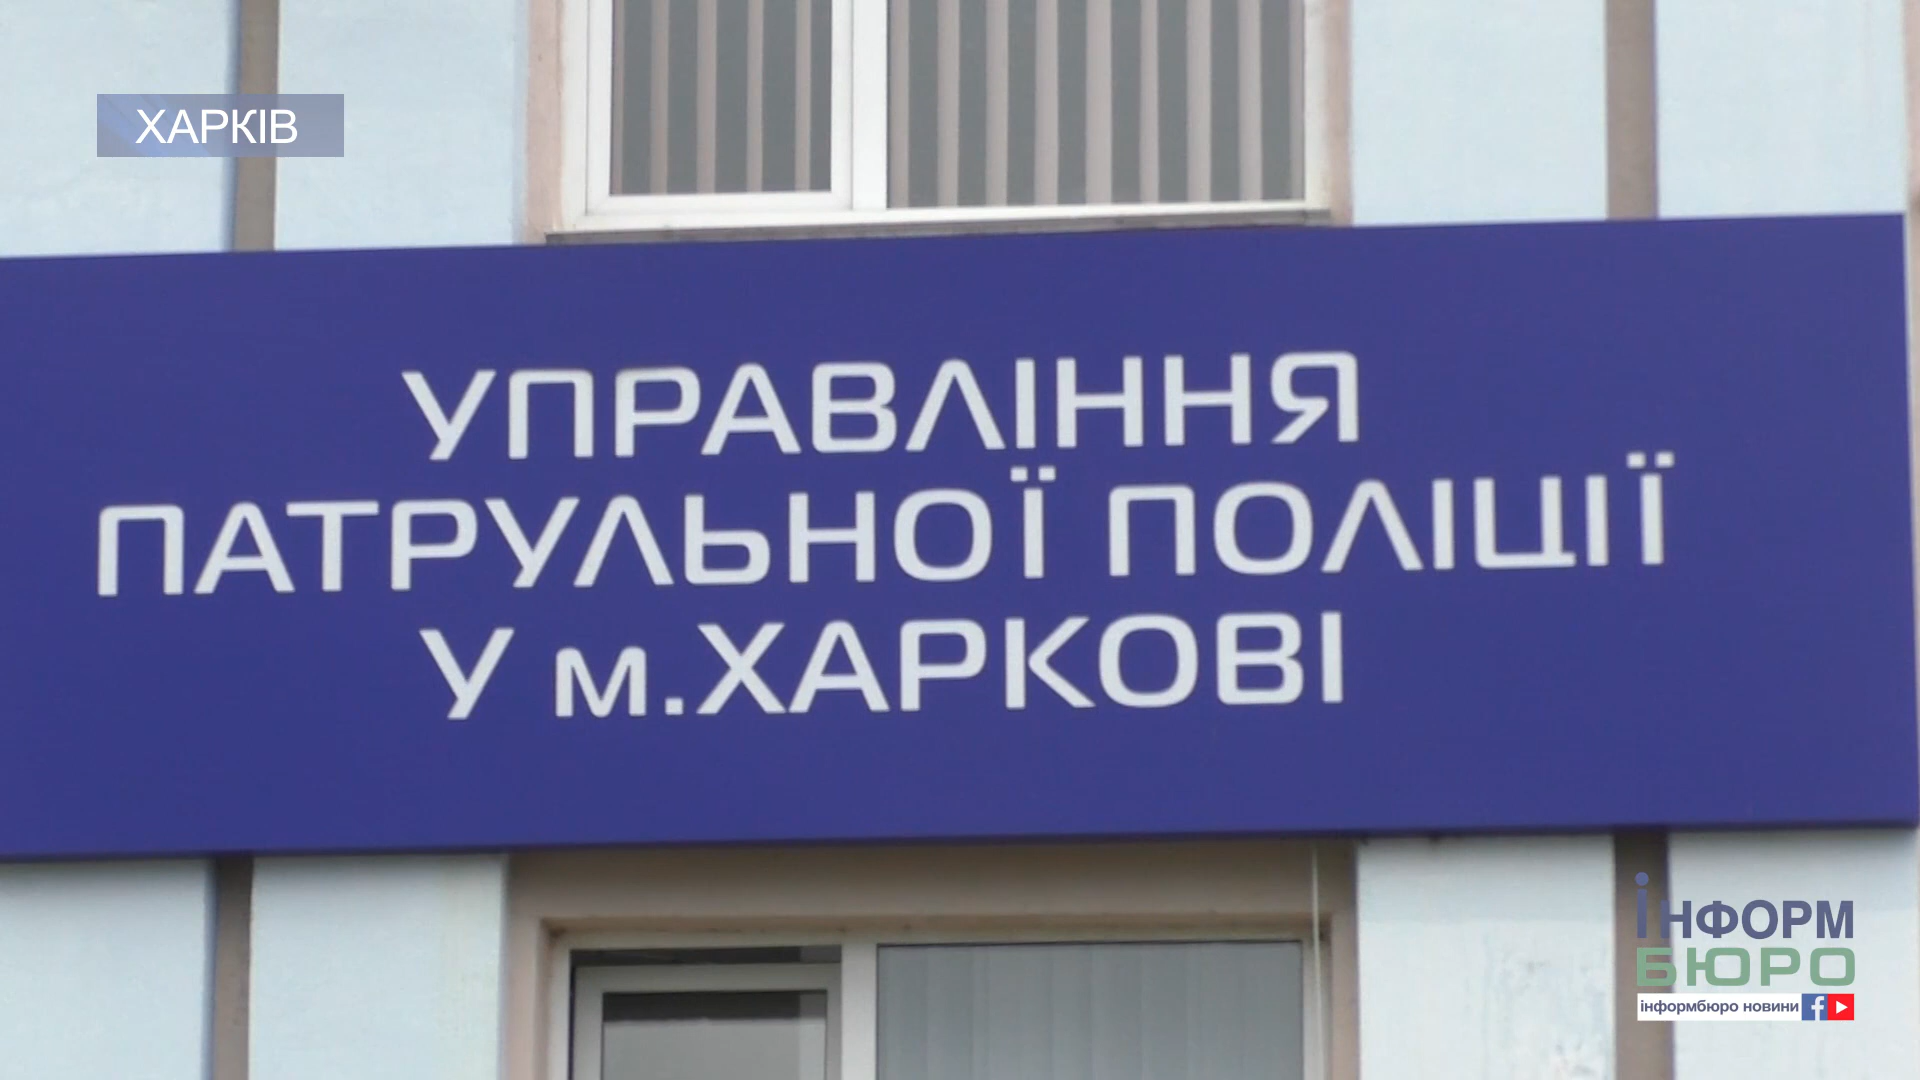 ХАРКІВ
УПРАВЛІННЯ
ПАТРУЛЬНОЇ ПОЛІЦІЇ
У м.ХАРКОВІ
ІНФОРМ
БЮРО
інформбюро новини